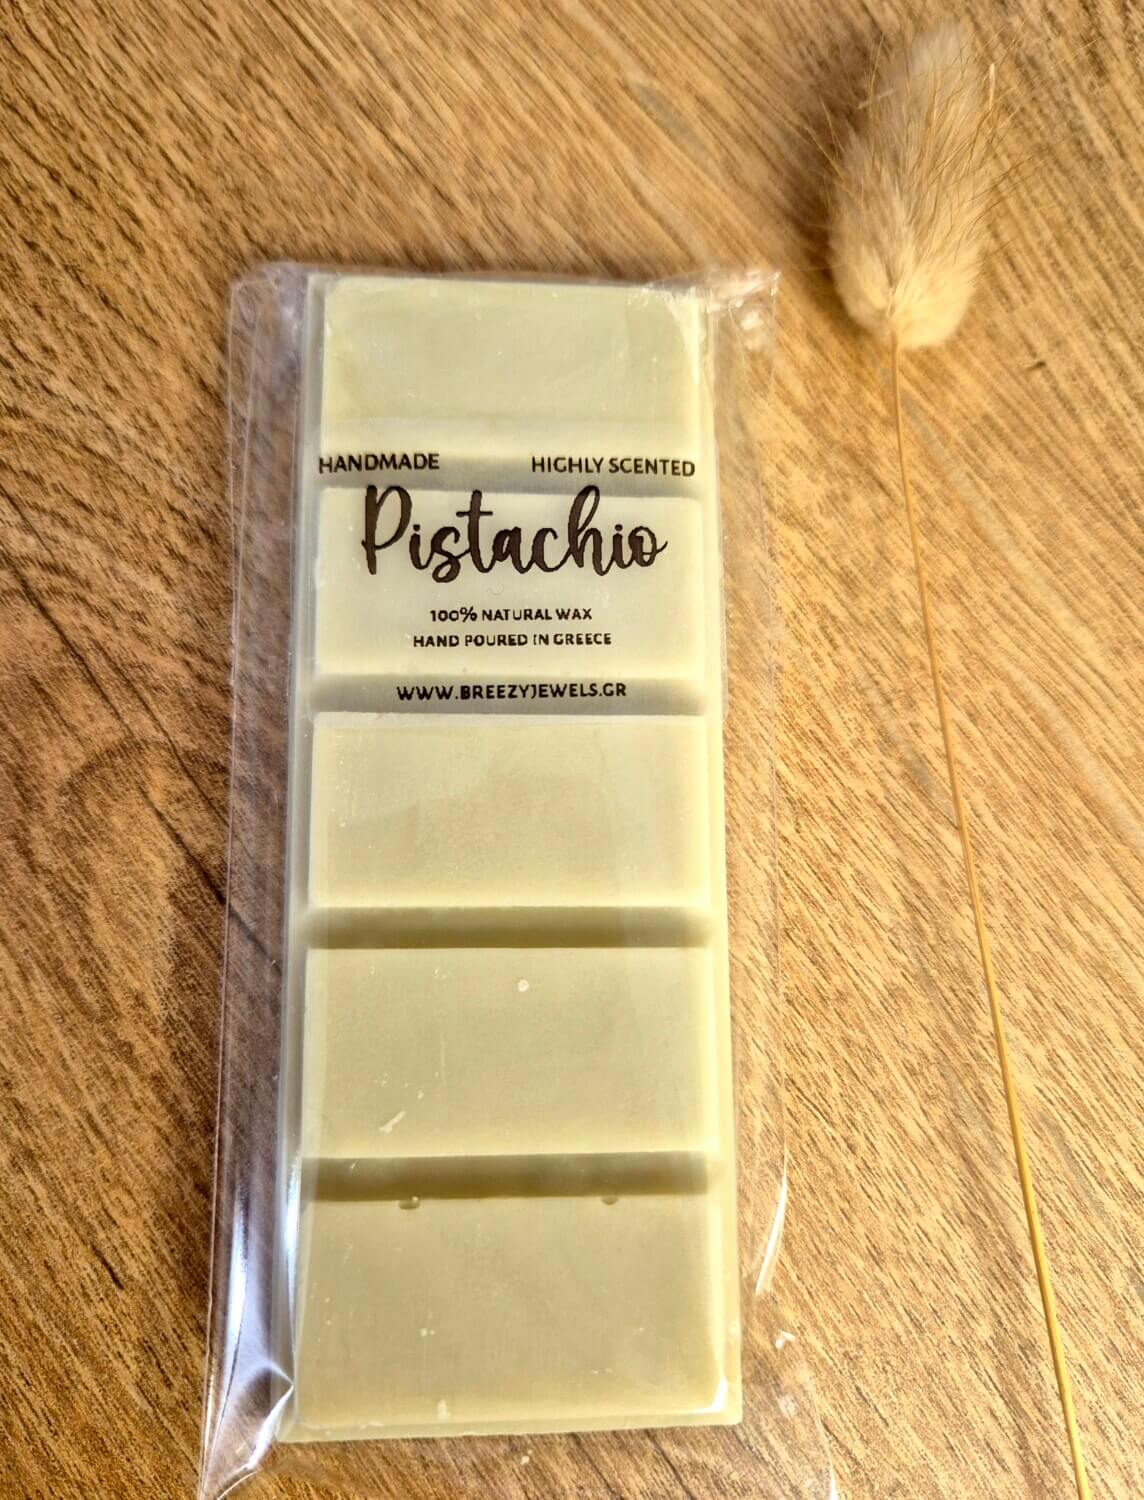 HANDMADE HIGHLY SCENTED
Pistachio
100% NATURAL WAX
HAND POURED IN GREECE
WWW.BREEZYJEWELS.GR